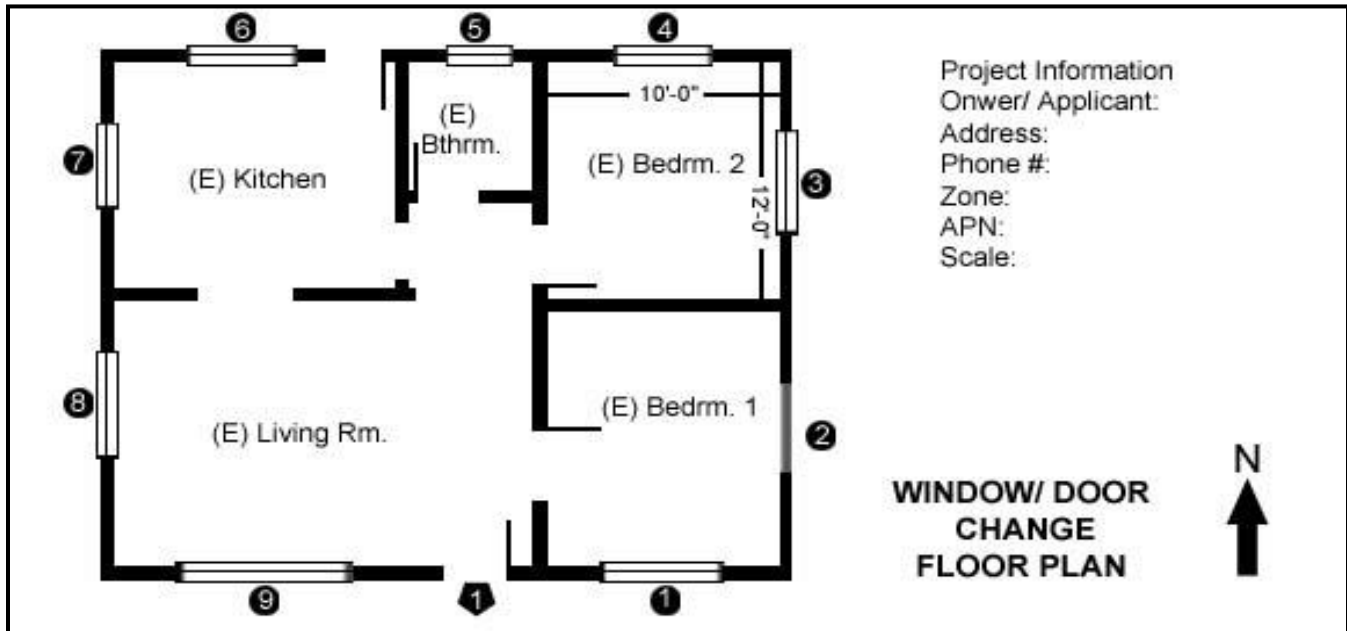 6
5
4
Project Information
Onwer/ Applicant:
Address:
Phone #:
Zone:
APN:
Scale:
10'-0"
(E)
Bthrm.
7
(E) Kitchen
(E) Bedrm. 2
3
12'-0"
8
(E) Living Rm.
(E) Bedrm. 1
2
N
WINDOW/ DOOR
CHANGE
FLOOR PLAN
9
1
1